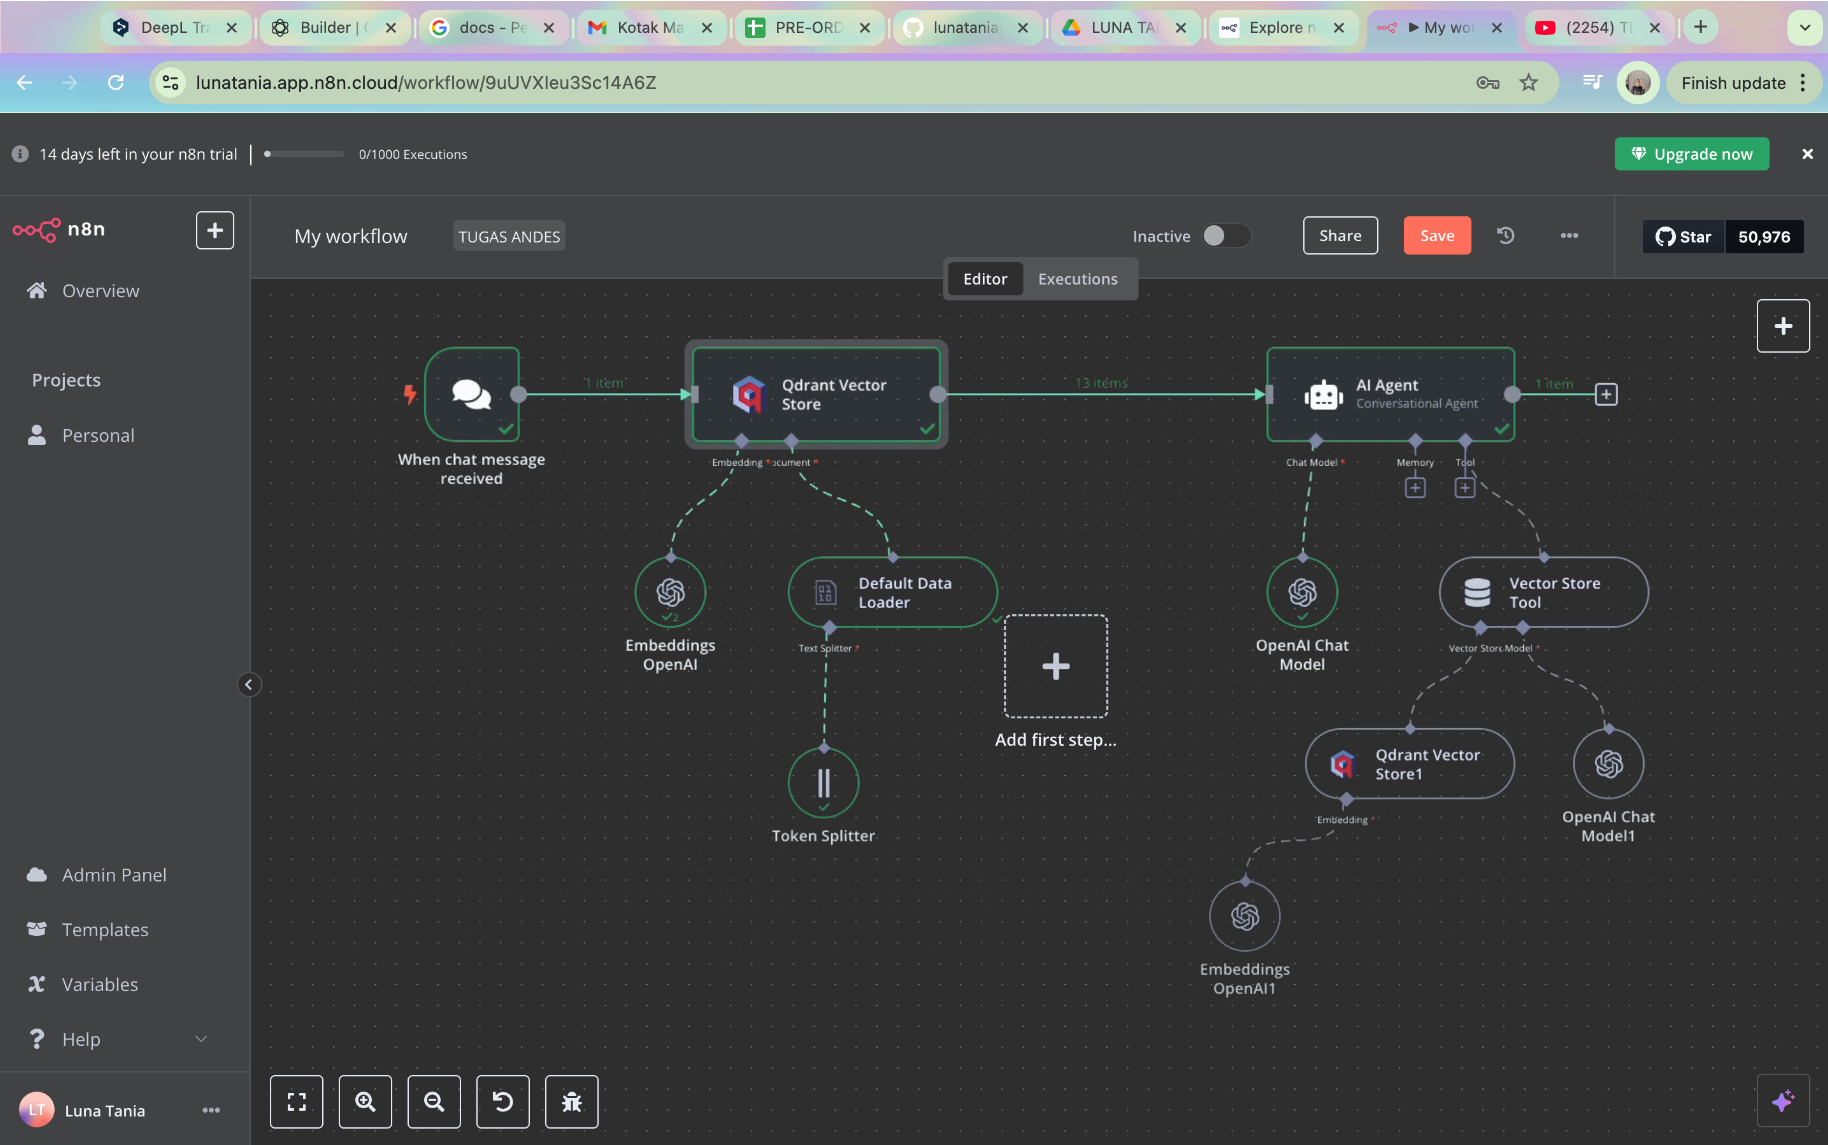 DeepL Tra
Builder | C
docs - Pe
Kotak Ma
PRE-ORD
lunatania
LUNA TAN
Explore n
My wor
(2254) T
lunatania.app.n8n.cloud/workflow/9uUVXIeu3Sc14A6Z
Finish update
14 days left in your n8n trial
0/1000 Executions
Upgrade now
n8n
My workflow
TUGAS ANDES
Inactive
Share
Save
Star
50,976
Editor
Executions
Overview
Projects
Personal
1 item
Qdrant Vector
Store
13 items
AI Agent
Conversational Agent
1 item
When chat message
received
Embedding *
ocument *
Chat Model *
Memory
Tool
Default Data
Loader
Vector Store
Tool
2
Embeddings
OpenAI
Text Splitter *
OpenAI Chat
Model
Vector Store
Model *
Add first step...
Qdrant Vector
Store1
Token Splitter
Embedding *
OpenAI Chat
Model1
Embeddings
OpenAI1
Admin Panel
Templates
Variables
Help
LT
Luna Tania